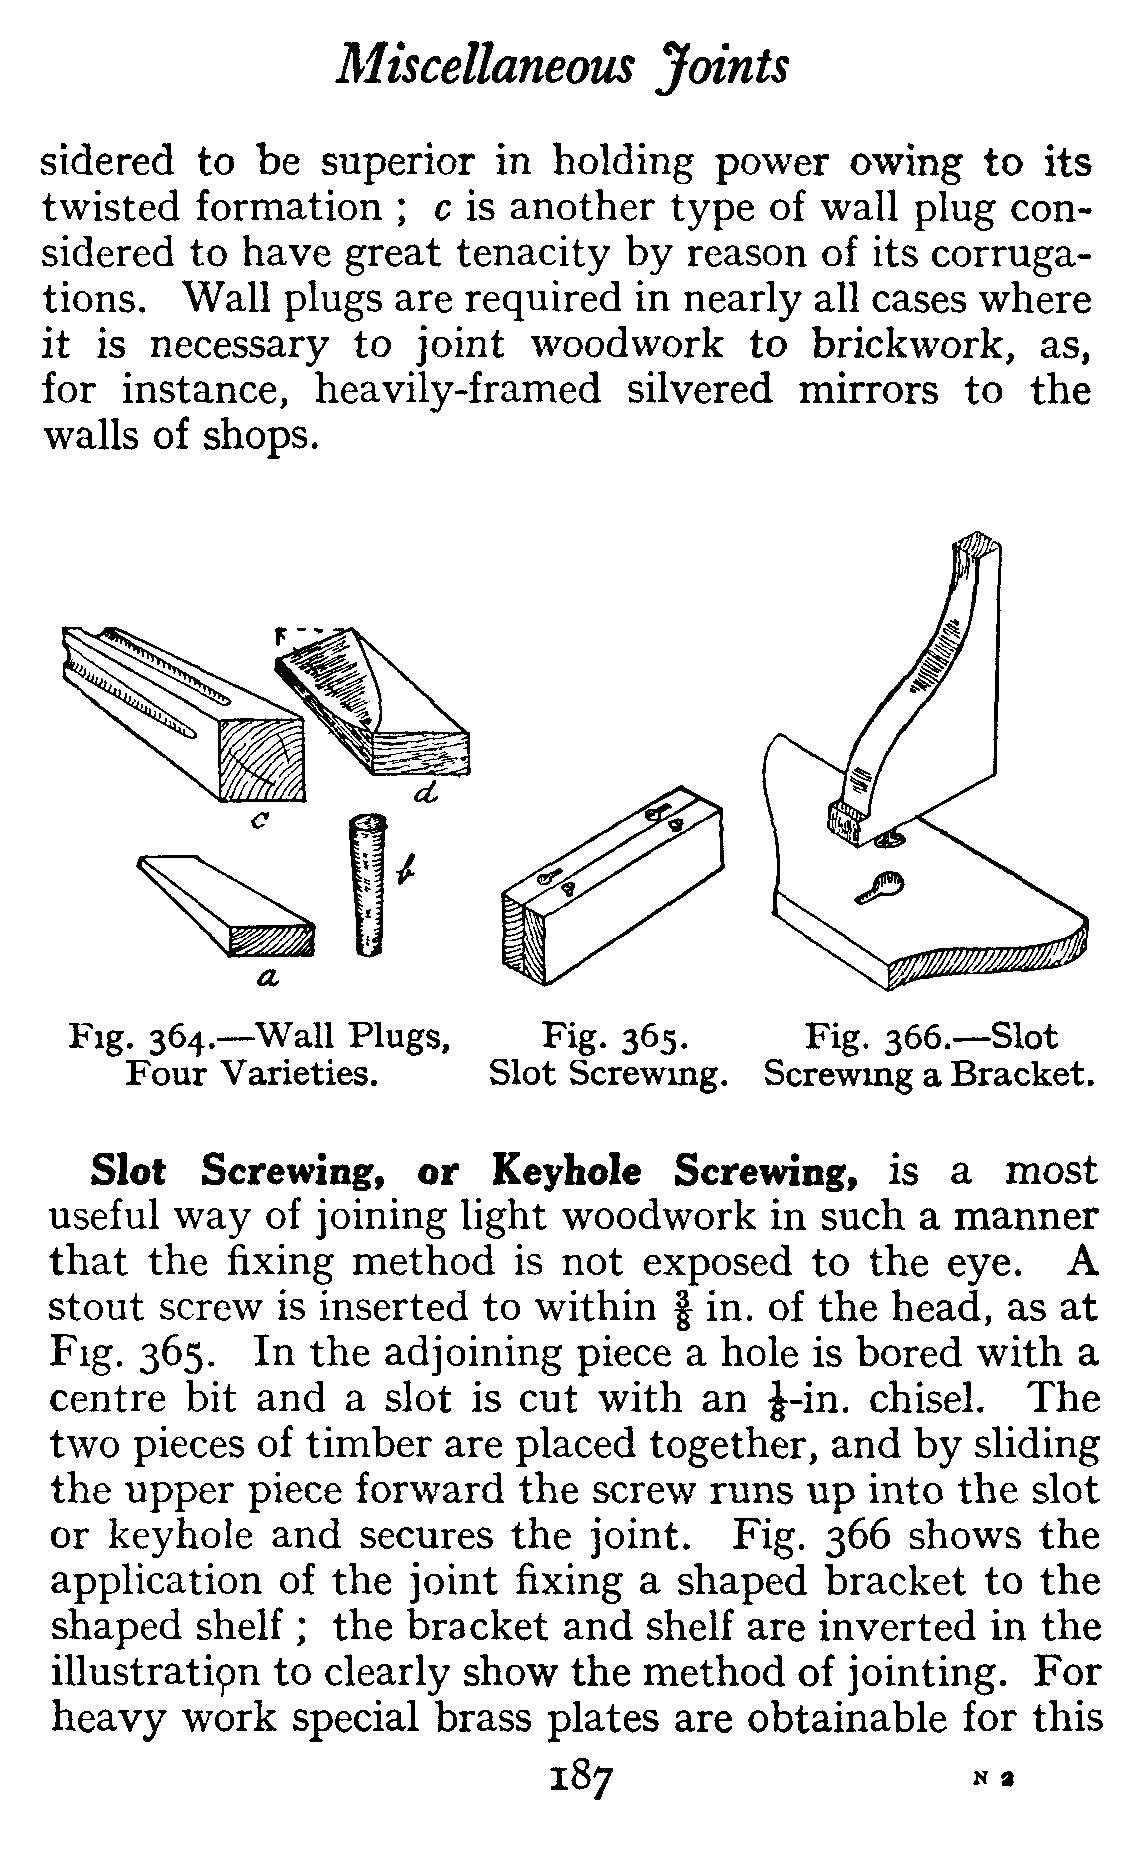 Miscellaneous Joints
sidered to be superior in holding power owing to its
twisted formation ; c is another type of wall plug con-
sidered to have great tenacity by reason of its corruga-
tions. Wall plugs are required in nearly all cases where
it is necessary to joint woodwork to brickwork, as,
for instance, heavily-framed silvered mirrors to the
walls of shops.
c
d
b
a
Fig. 364.—Wall Plugs,
Four Varieties.
Fig. 365.
Slot Screwing.
Fig. 366.—Slot
Screwing a Bracket.
Slot Screwing, or Keyhole Screwing, is a most
useful way of joining light woodwork in such a manner
that the fixing method is not exposed to the eye. A
stout screw is inserted to within ⅜ in. of the head, as at
Fig. 365. In the adjoining piece a hole is bored with a
centre bit and a slot is cut with an ⅛-in. chisel. The
two pieces of timber are placed together, and by sliding
the upper piece forward the screw runs up into the slot
or keyhole and secures the joint. Fig. 366 shows the
application of the joint fixing a shaped bracket to the
shaped shelf ; the bracket and shelf are inverted in the
illustration to clearly show the method of jointing. For
heavy work special brass plates are obtainable for this
187
N 2